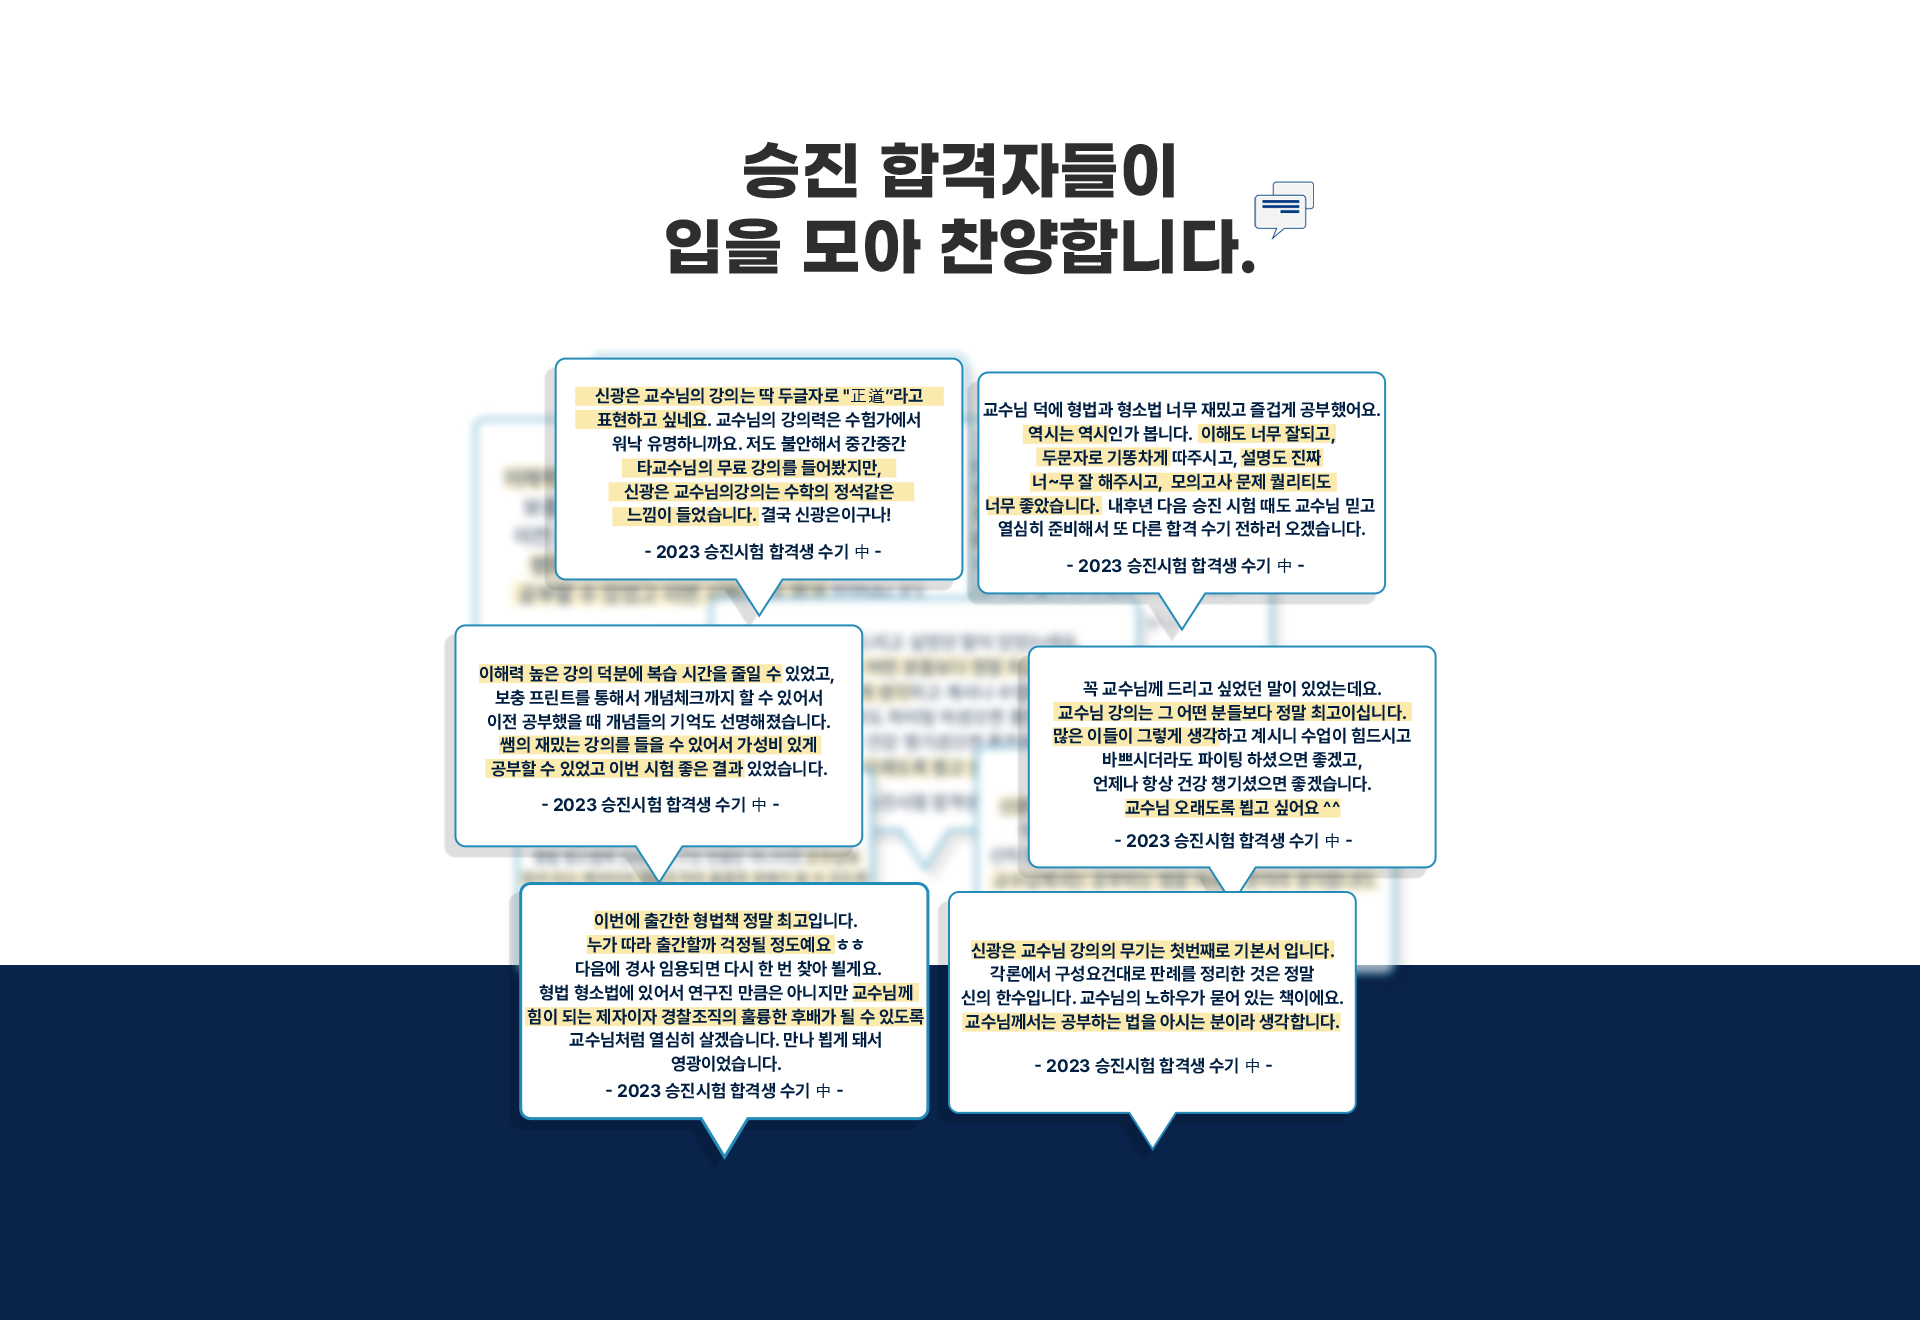 승진 합격자들이
입을 모아 찬양합니다.
신광은 교수님의 강의는 딱 두글자로 "正道”라고
표현하고 싶네요. 교수님의 강의력은 수험가에서
워낙 유명하니까요. 저도 불안해서 중간중간
타교수님의 무료 강의를 들어봤지만,
신광은 교수님의강의는 수학의 정석같은
느낌이 들었습니다. 결국 신광은이구나!
- 2023 승진시험 합격생 수기 中 -
교수님 덕에 형법과 형소법 너무 재밌고 즐겁게 공부했어요.
역시는 역시인가 봅니다. 이해도 너무 잘되고,
두문자로 기똥차게 따주시고, 설명도 진짜
너~무 잘 해주시고, 모의고사 문제 퀄리티도
너무 좋았습니다. 내후년 다음 승진 시험 때도 교수님 믿고
열심히 준비해서 또 다른 합격 수기 전하러 오겠습니다.
- 2023 승진시험 합격생 수기 中 -
이해력 높은 강의 덕분에 복습 시간을 줄일 수 있었고,
보충 프린트를 통해서 개념체크까지 할 수 있어서
이전 공부했을 때 개념들의 기억도 선명해졌습니다.
쌤의 재밌는 강의를 들을 수 있어서 가성비 있게
공부할 수 있었고 이번 시험 좋은 결과 있었습니다.
- 2023 승진시험 합격생 수기 中 -
꼭 교수님께 드리고 싶었던 말이 있었는데요.
교수님 강의는 그 어떤 분들보다 정말 최고이십니다.
많은 이들이 그렇게 생각하고 계시니 수업이 힘드시고
바쁘시더라도 파이팅 하셨으면 좋겠고,
언제나 항상 건강 챙기셨으면 좋겠습니다.
교수님 오래도록 뵙고 싶어요 ^^
- 2023 승진시험 합격생 수기 中 -
이번에 출간한 형법책 정말 최고입니다.
누가 따라 출간할까 걱정될 정도예요 ㅎㅎ
다음에 경사 임용되면 다시 한 번 찾아 뵐게요.
형법 형소법에 있어서 연구진 만큼은 아니지만 교수님께
힘이 되는 제자이자 경찰조직의 훌륭한 후배가 될 수 있도록
교수님처럼 열심히 살겠습니다. 만나 뵙게 돼서
영광이었습니다.
- 2023 승진시험 합격생 수기 中 -
신광은 교수님 강의의 무기는 첫번째로 기본서 입니다.
각론에서 구성요건대로 판례를 정리한 것은 정말
신의 한수입니다. 교수님의 노하우가 묻어 있는 책이에요.
교수님께서는 공부하는 법을 아시는 분이라 생각합니다.
- 2023 승진시험 합격생 수기 中 -